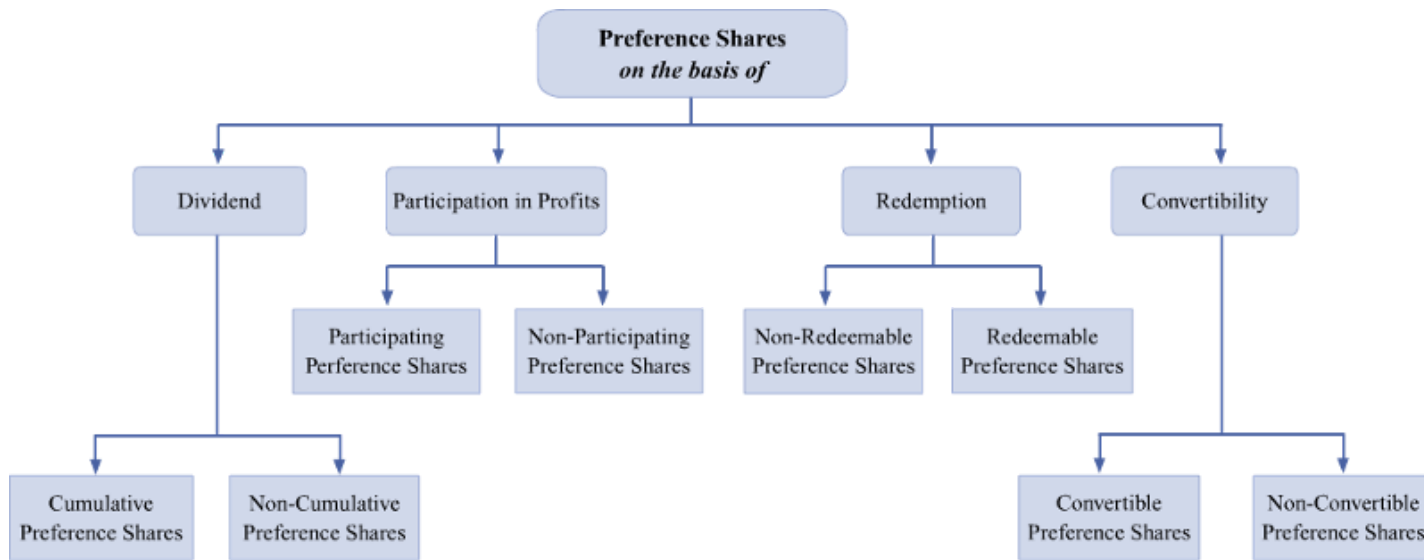 Preference Shares
on the basis of
Dividend
Participation in Profits
Redemption
Convertibility
Participating
Perference Shares
Non-Participating
Preference Shares
Non-Redeemable
Preference Shares
Redeemable
Preference Shares
Cumulative
Preference Shares
Non-Cumulative
Preference Shares
Convertible
Preference Shares
Non-Convertible
Preference Shares